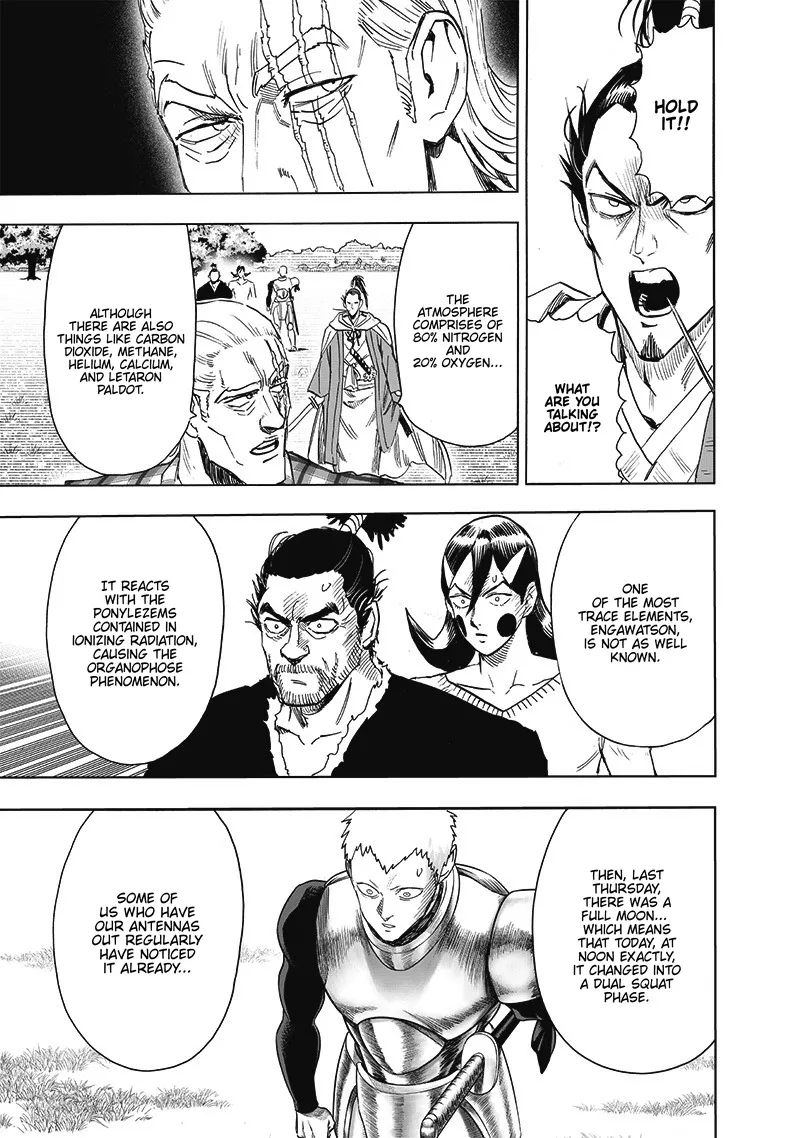 HOLD
IT!!
WHAT
ARE YOU
TALKING
ABOUT!?
THE
ATMOSPHERE
COMPRISES OF
80% NITROGEN
AND
20% OXYGEN...
ALTHOUGH
THERE ARE ALSO
THINGS LIKE CARBON
DIOXIDE, METHANE,
HELIUM, CALCIUM,
AND LETARON
PALDOT.
ONE
OF THE MOST
TRACE ELEMENTS,
ENGAWATSON,
IS NOT AS WELL
KNOWN.
IT REACTS
WITH THE
PONYLEZEMS
CONTAINED IN
IONIZING RADIATION,
CAUSING THE
ORGANOPHOSE
PHENOMENON.
THEN, LAST
THURSDAY,
THERE WAS A
FULL MOON...
WHICH MEANS
THAT TODAY, AT
NOON EXACTLY,
IT CHANGED INTO
A DUAL SQUAT
PHASE.
SOME OF
US WHO HAVE
OUR ANTENNAS
OUT REGULARLY
HAVE NOTICED
IT ALREADY...